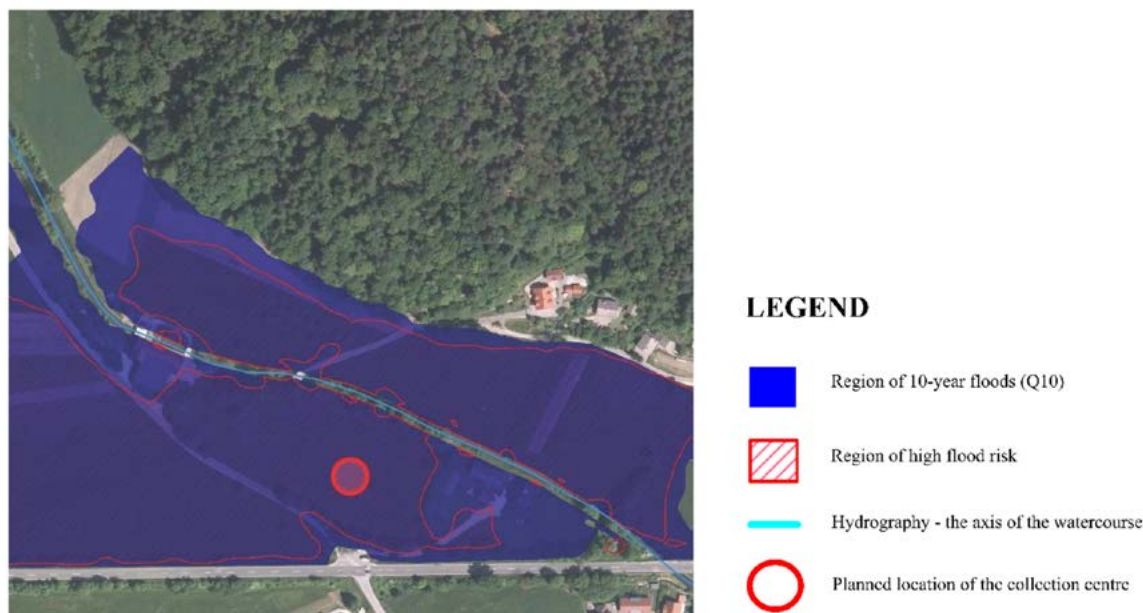 LEGEND
Region of 10-year floods (Q10)
Region of high flood risk
Hydrography - the axis of the watercourse
Planned location of the collection centre